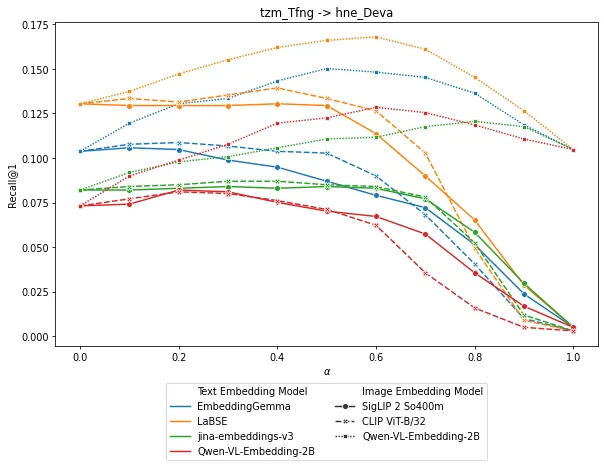 tzm_Tfng -> hne_Deva
0.175
0.150
0.125
0.100
0.075
0.050
0.025
0.000
Recall@1
0.0 0.2 0.4 0.6 0.8 1.0
α
Text Embedding Model Image Embedding Model
EmbeddingGemma SigLIP 2 So400m
LaBSE CLIP ViT-B/32
jina-embeddings-v3 Qwen-VL-Embedding-2B
Qwen-VL-Embedding-2B